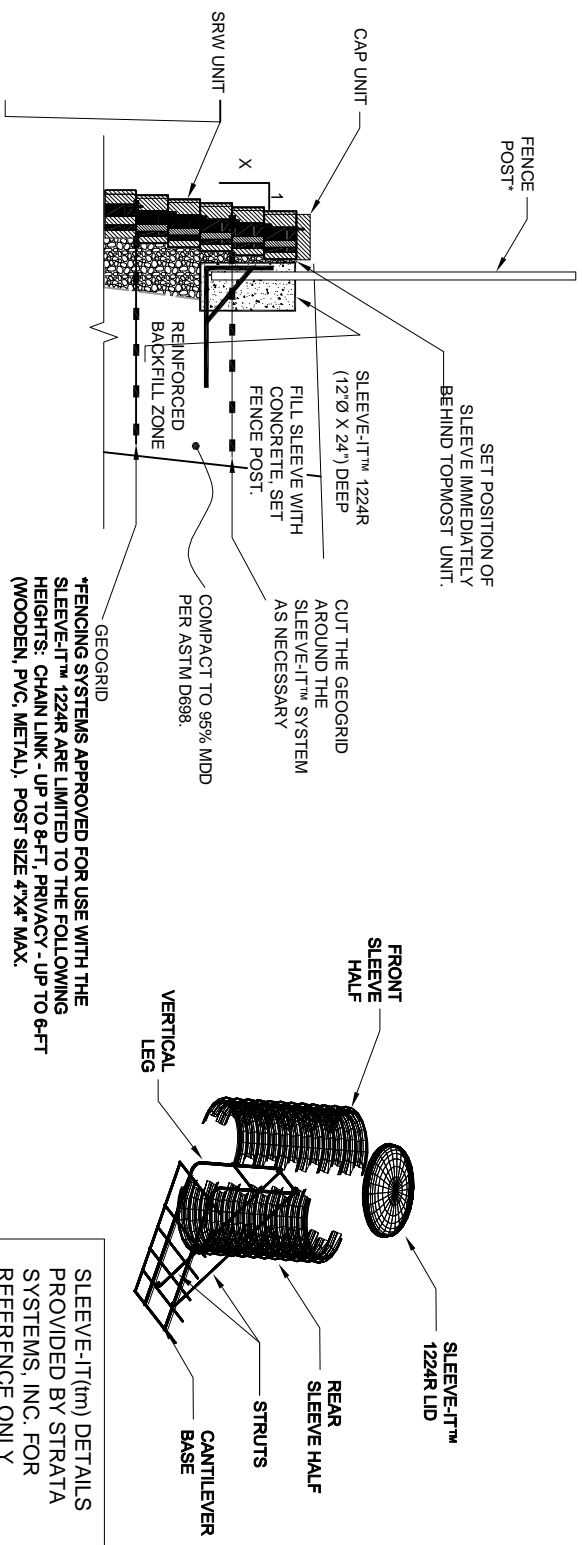 FENCE
POST*
CAP UNIT
SRW UNIT
X
1
SET POSITION OF
SLEEVE IMMEDIATELY
BEHIND TOPMOST UNIT.
SLEEVE-IT™ 1224R
(12"Ø X 24") DEEP
FILL SLEEVE WITH
CONCRETE, SET
FENCE POST.
REINFORCED
BACKFILL ZONE
CUT THE GEOGRID
AROUND THE
SLEEVE-IT™ SYSTEM
AS NECESSARY
COMPACT TO 95% MDD
PER ASTM D698.
GEOGRID
*FENCING SYSTEMS APPROVED FOR USE WITH THE
SLEEVE-IT™ 1224R ARE LIMITED TO THE FOLLOWING
HEIGHTS: CHAIN LINK - UP TO 8-FT, PRIVACY - UP TO 6-FT
(WOODEN, PVC, METAL). POST SIZE 4"X4" MAX.
FRONT
SLEEVE
HALF
VERTICAL
LEG
SLEEVE-IT™
1224R LID
REAR
SLEEVE HALF
STRUTS
CANTILEVER
BASE
SLEEVE-IT(tm) DETAILS
PROVIDED BY STRATA
SYSTEMS, INC. FOR
REFERENCE ONLY